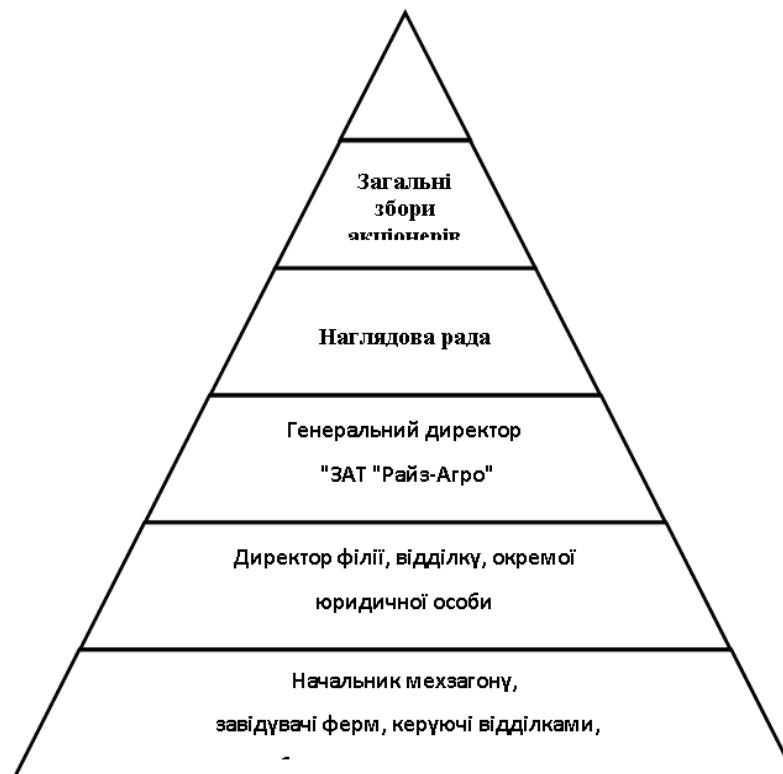 Загальні
збори
акціонерів
Наглядова рада
Генеральний директор
"ЗАТ "Райз-Агро"
Директор філії, відділку, окремої
юридичної особи
Начальник мехзагону,
завідувачі ферм, керуючі відділками,